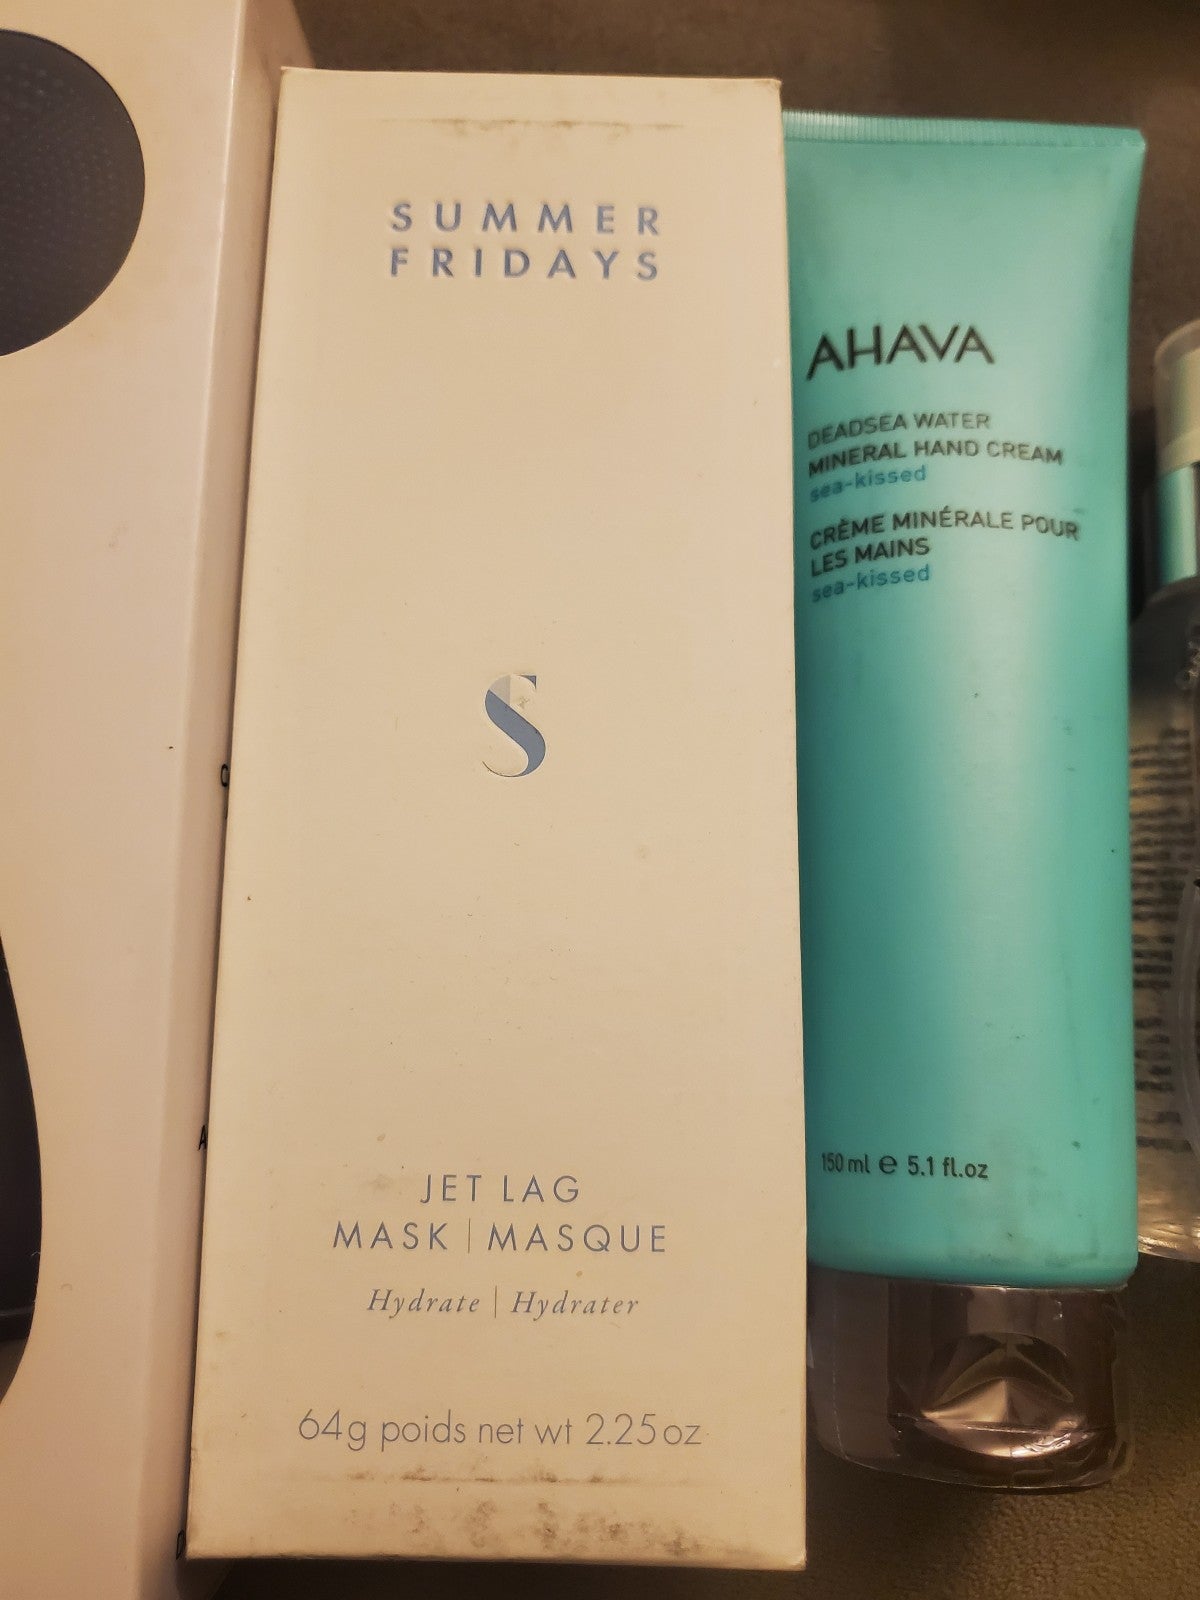 SUMMER
FRIDAYS
S
JET LAG
MASK | MASQUE
Hydrate | Hydrater
64g poids net wt 2.25oz
AHAVA
DEADSEA WATER
MINERAL HAND CREAM
sea-kissed
CRÈME MINÉRALE POUR
LES MAINS
sea-kissed
150 ml e 5.1 fl.oz